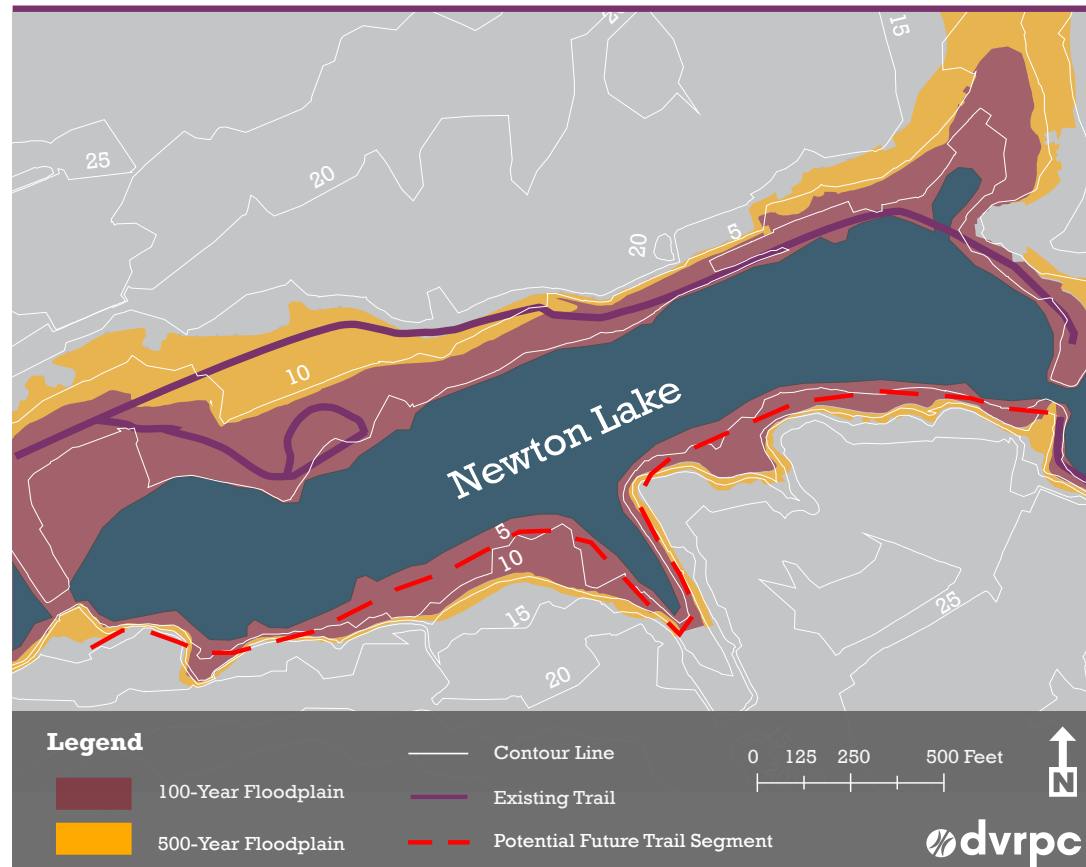 15
20
25
20
5
20
10
Newton Lake
5
10
15
25
20
Legend
100-Year Floodplain
500-Year Floodplain
Contour Line
Existing Trail
Potential Future Trail Segment
0 125 250 500 Feet
N
dvrpc